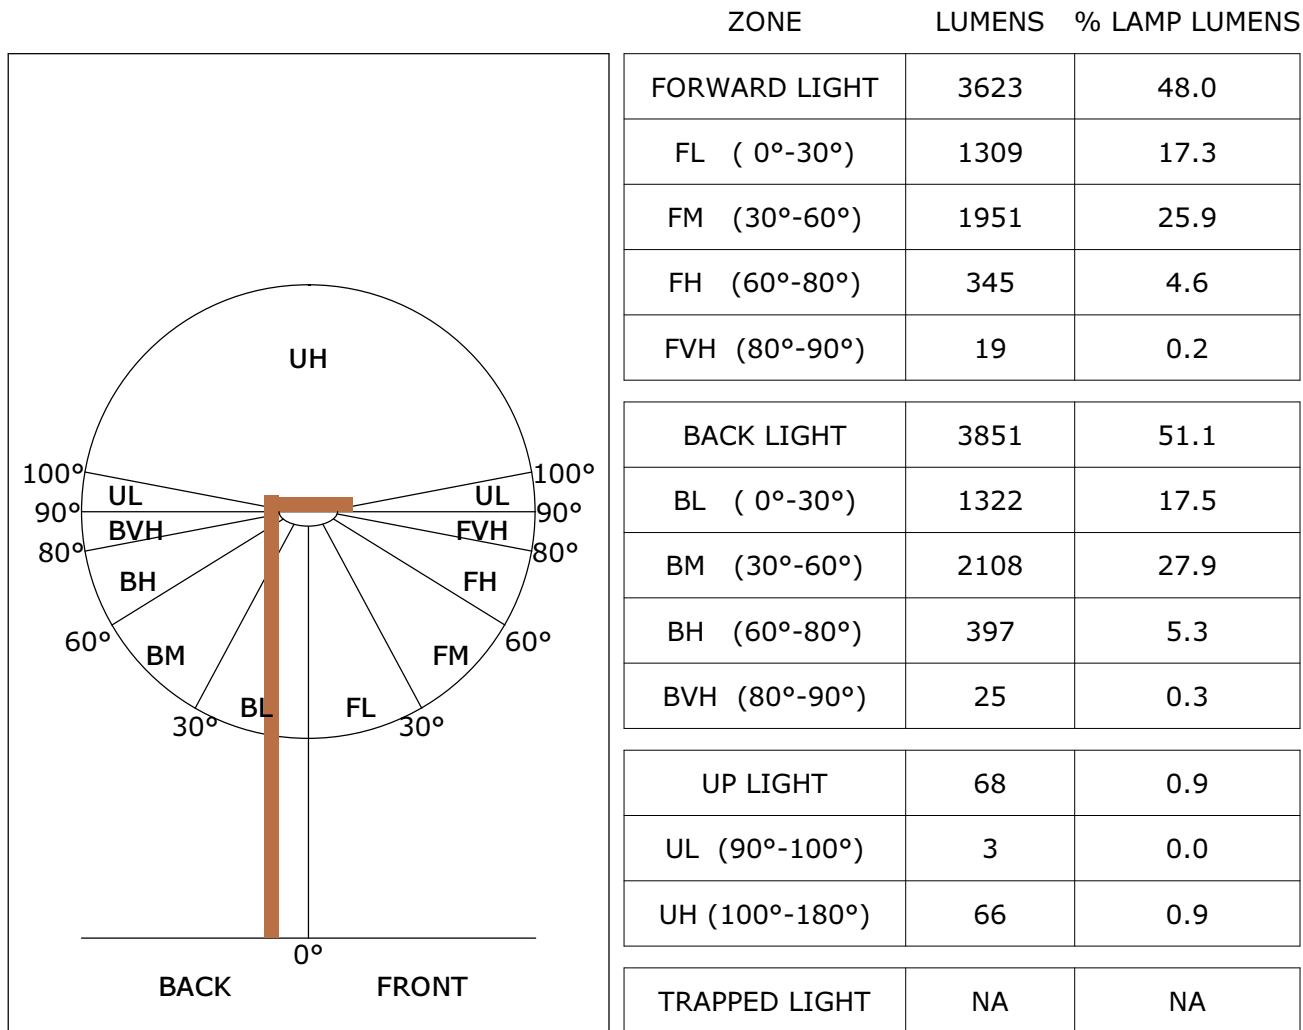 ZONE LUMENS % LAMP LUMENS
FORWARD LIGHT 3623 48.0
FL ( 0°-30°) 1309 17.3
FM (30°-60°) 1951 25.9
FH (60°-80°) 345 4.6
FVH (80°-90°) 19 0.2
BACK LIGHT 3851 51.1
BL ( 0°-30°) 1322 17.5
BM (30°-60°) 2108 27.9
BH (60°-80°) 397 5.3
BVH (80°-90°) 25 0.3
UP LIGHT 68 0.9
UL (90°-100°) 3 0.0
UH (100°-180°) 66 0.9
TRAPPED LIGHT NA NA
UH
100° 100°
UL UL
90° 90°
BVH FVH
80° 80°
BH FH
60° 60°
BM FM
BL FL
30° 30°
0°
BACK FRONT